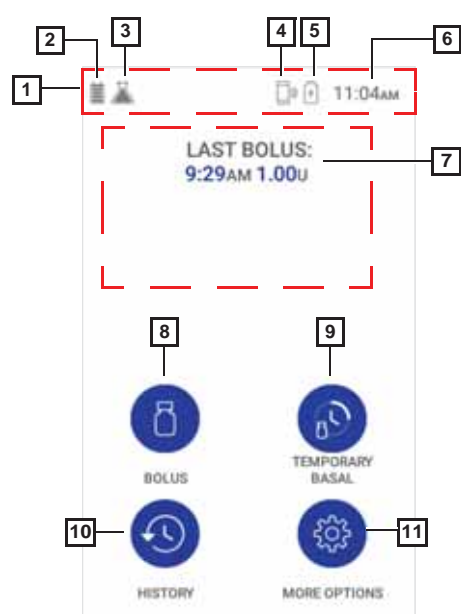 2 3 4 5 6
1 11:04AM
LAST BOLUS:
9:29AM 1.00U
7
8 9
BOLUS TEMPORARY
BASAL
10 11
HISTORY MORE OPTIONS